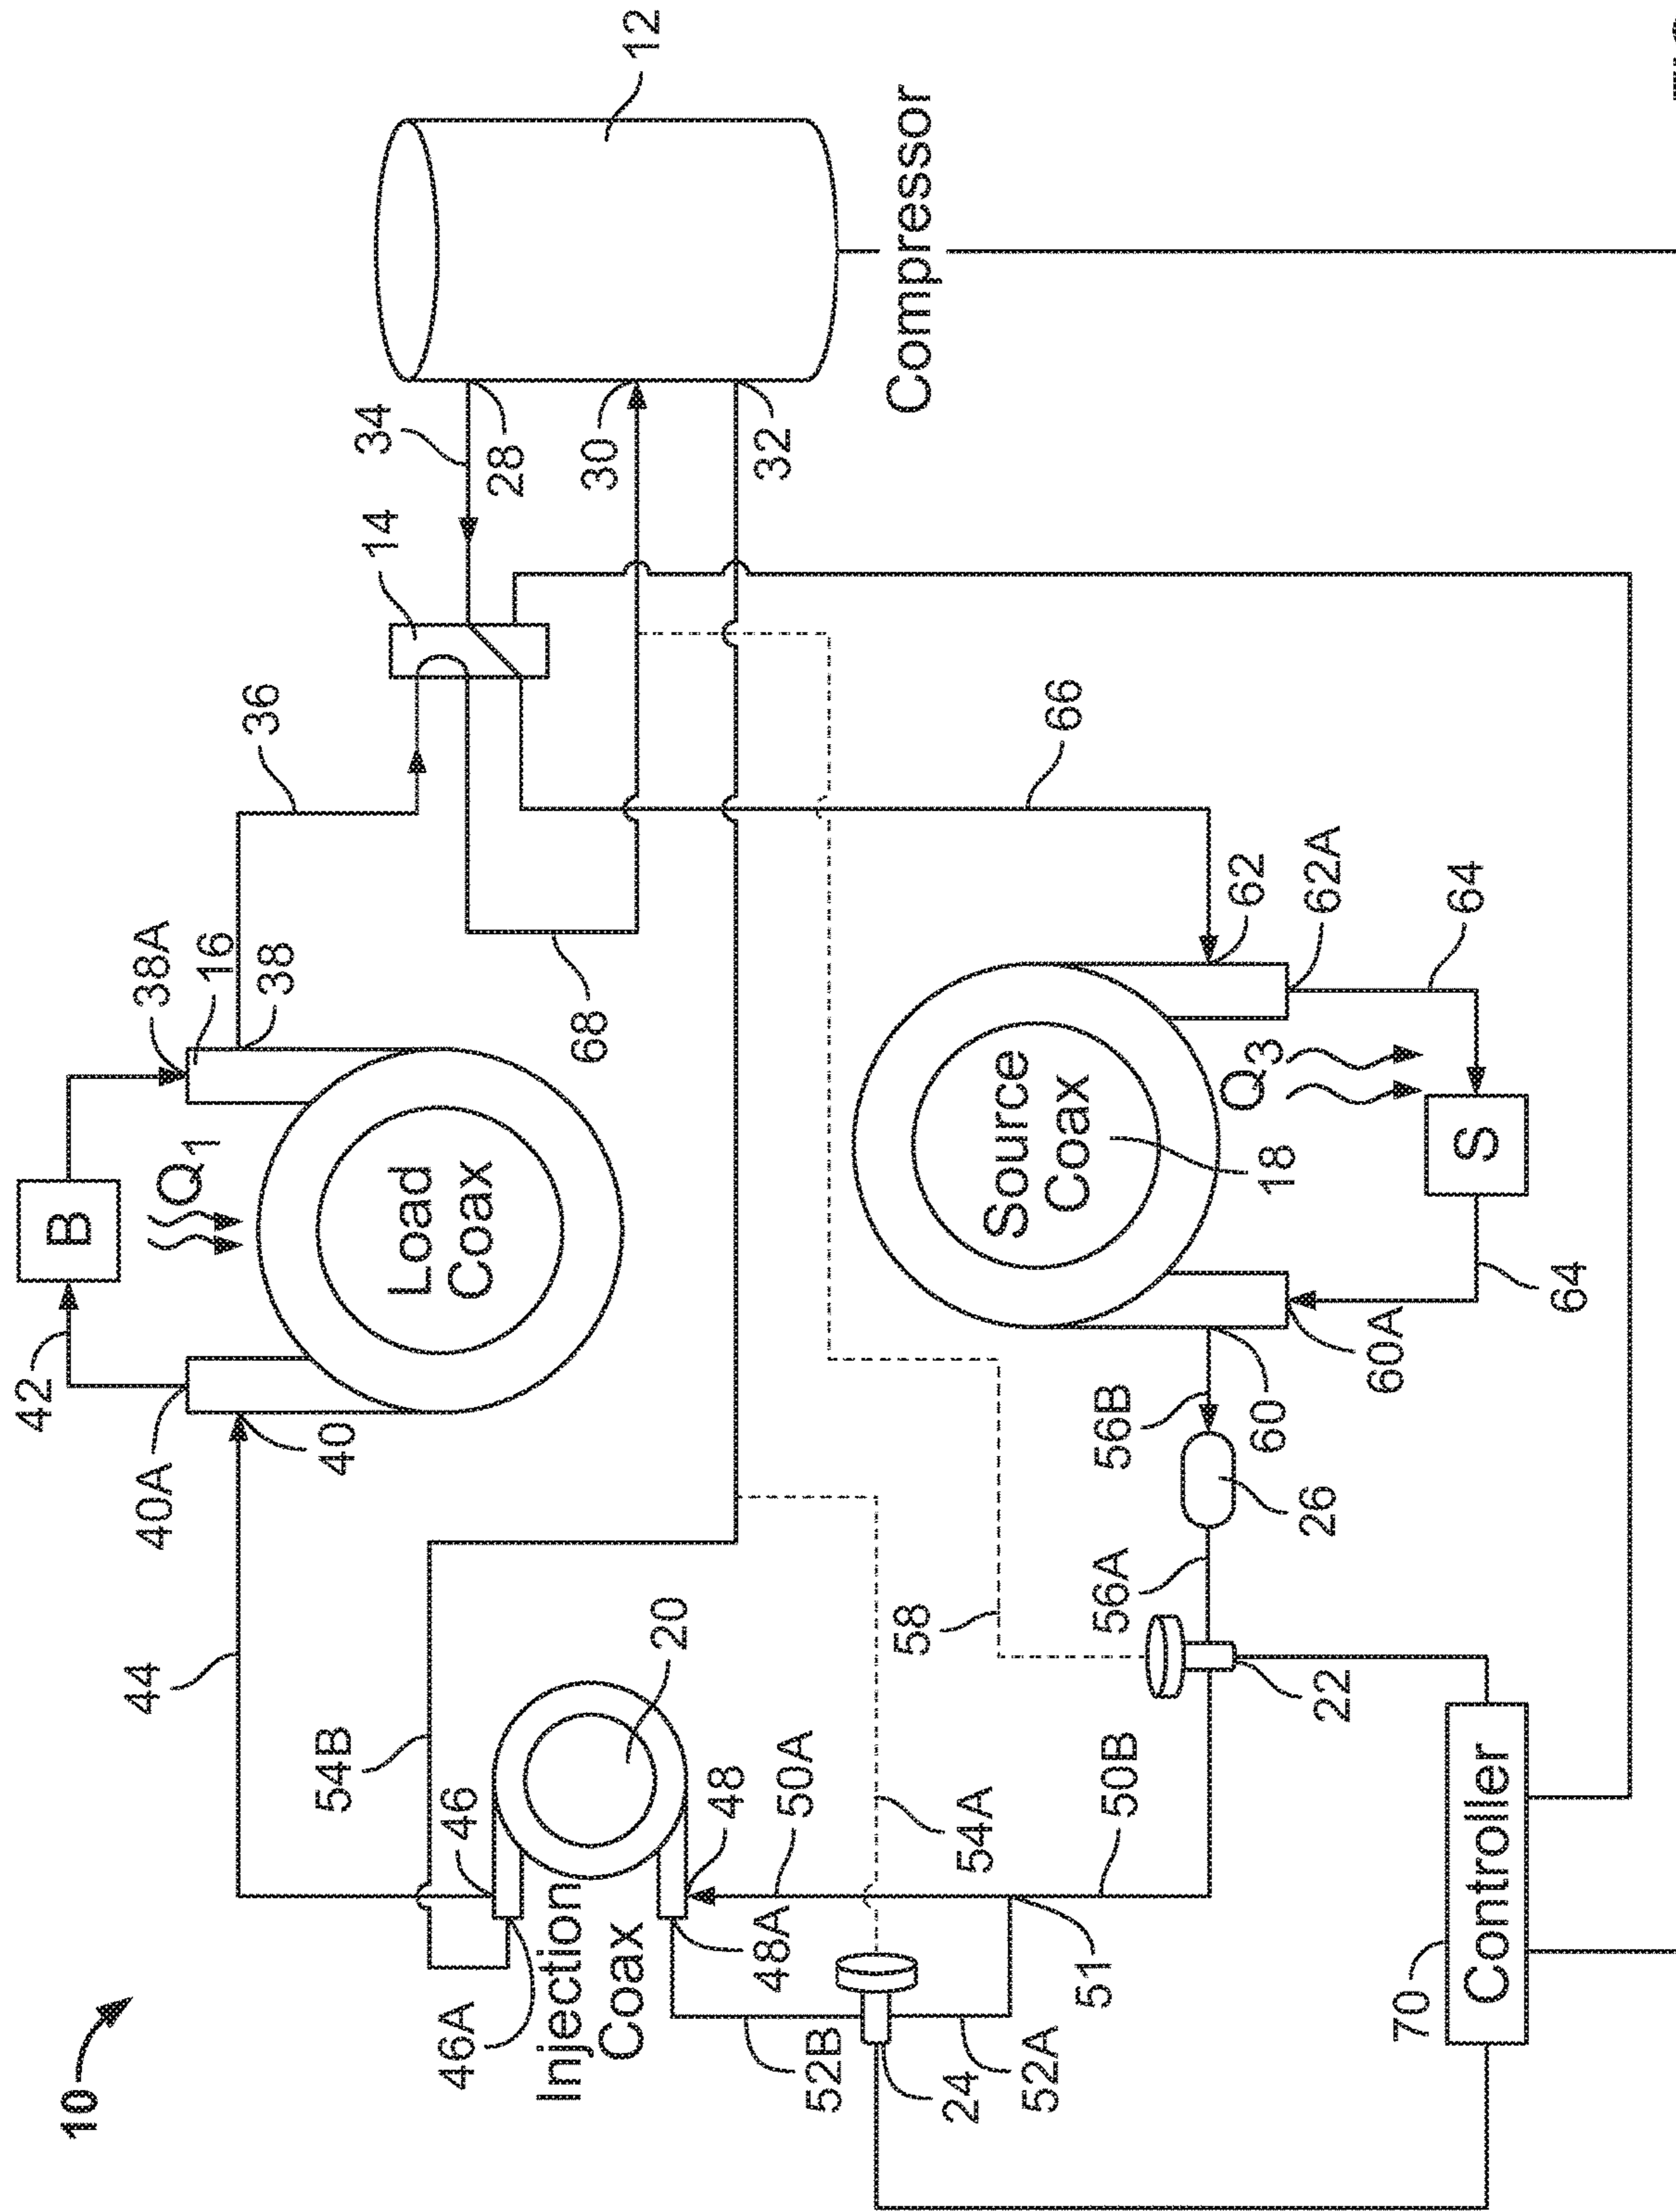 10
42
B
40A
38A
44
Q1
16
36
38
54B
40
34
14
Load
Coax
46A
46
28
Injection
Coax
68
30
12
20
48
48A
32
50A
52B
Compressor
58
24
54A
Source
Coax
52A
66
51
56A
56B
50B
62
Q3
60
18
26
62A
22
60A
70
64
S
Controller
64